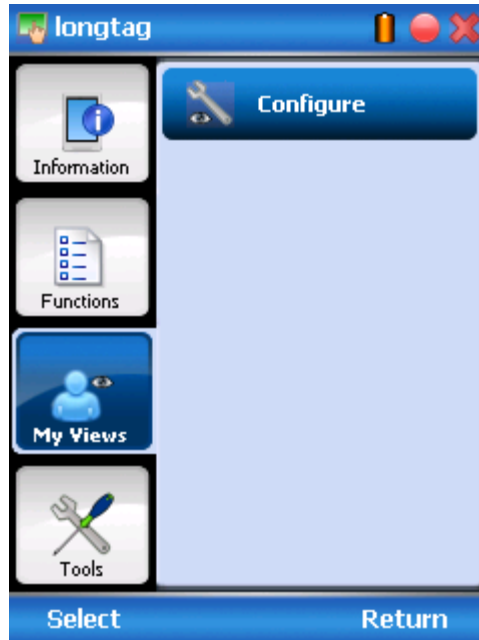 longtag
Configure
Information
Functions
My Views
Tools
Select
Return